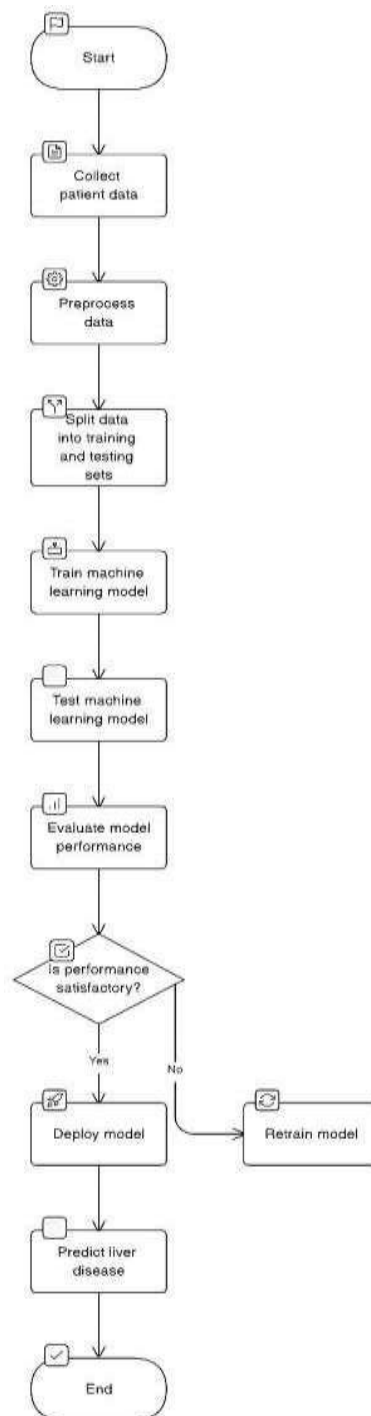 Start
Collect
patient data
Preprocess
data
Split data
into training
and testing
sets
Train machine
learning model
Test machine
learning model
Evaluate model
performance
Is performance
satisfactory?
Yes
No
Deploy model
Retrain model
Predict liver
disease
End